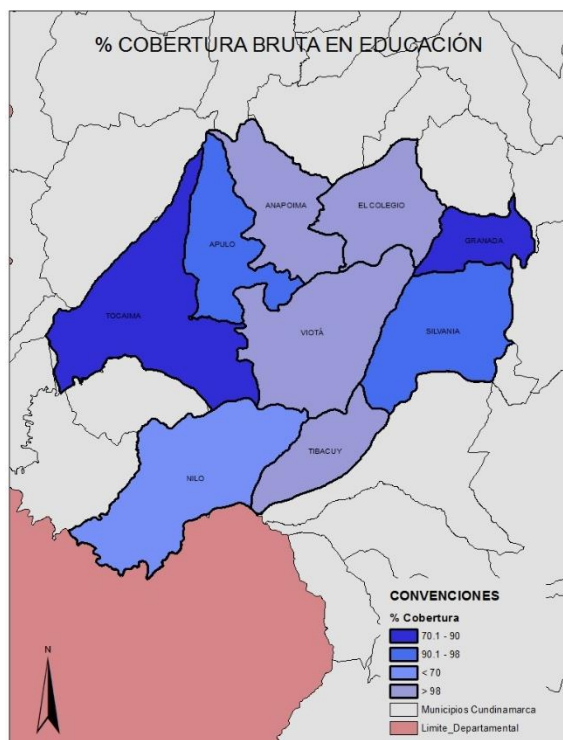 % COBERTURA BRUTA EN EDUCACIÓN
ANAPOIMA
EL COLEGIO
APULO
GRANADA
TOCAIMA
VIOTÁ
SILVANIA
TIBACUY
NILO
N
CONVENCIONES
% Cobertura
70.1 - 90
90.1 - 98
< 70
> 98
Municipios Cundinamarca
Limite_Departamental